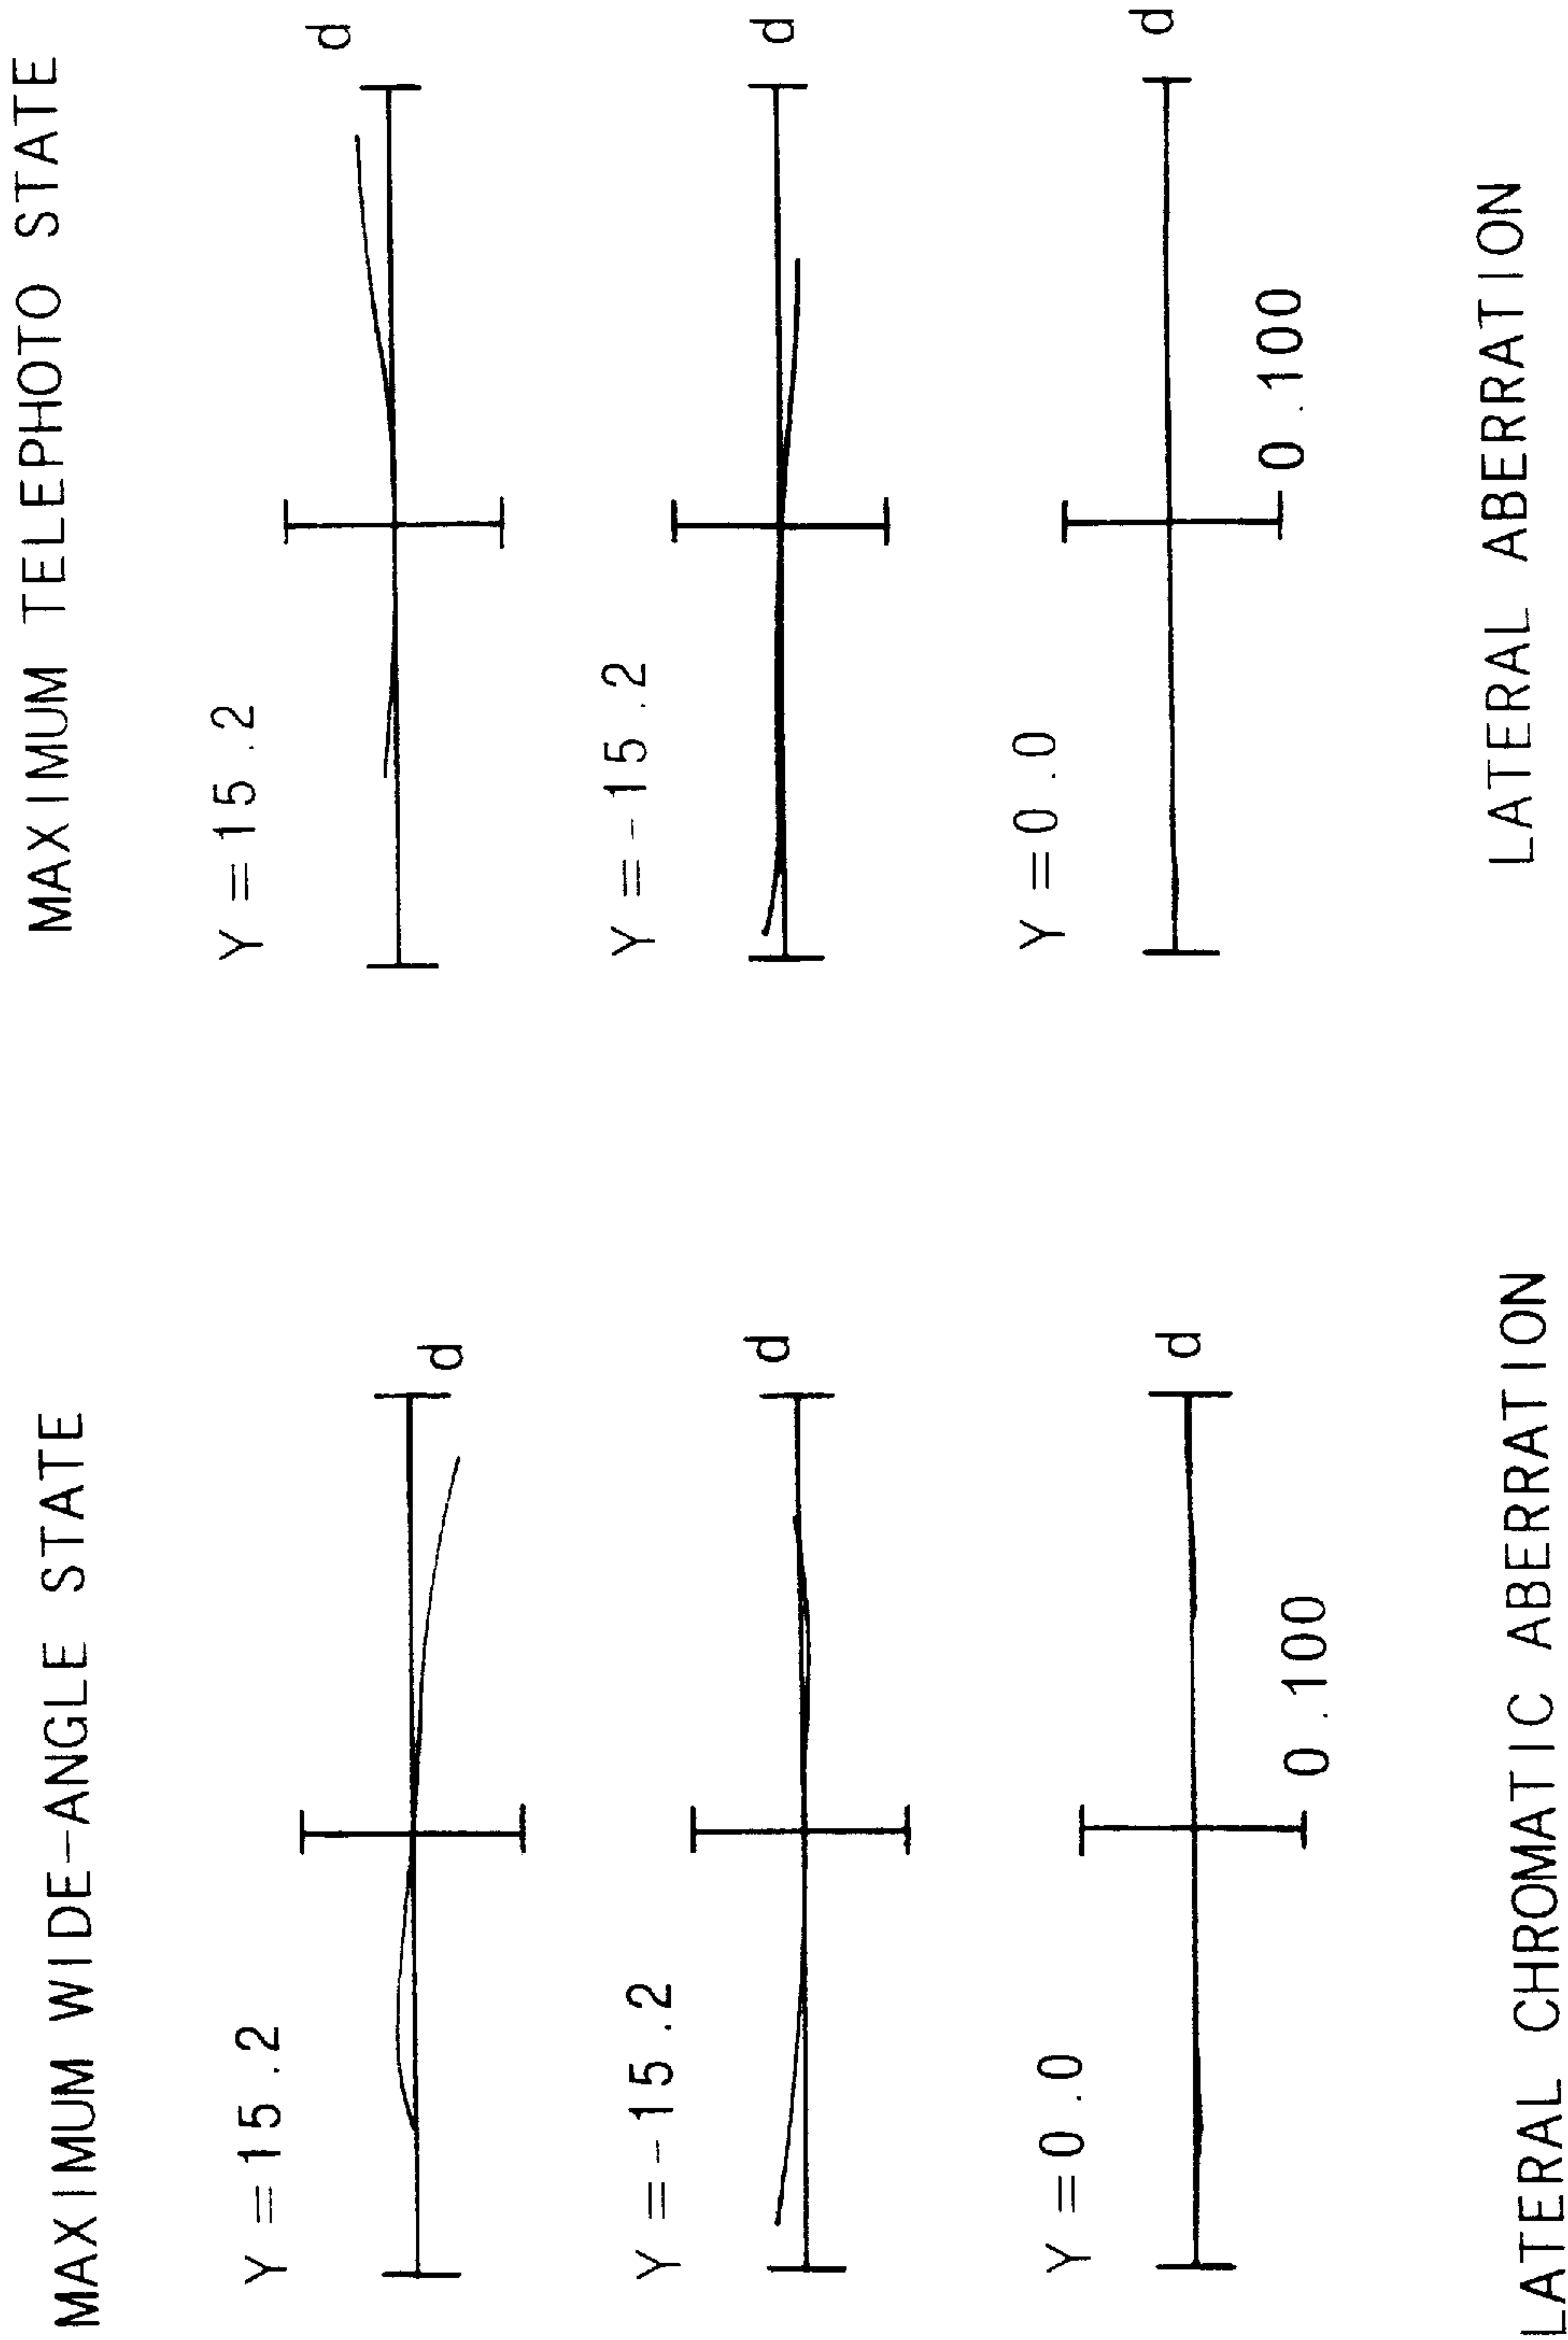 MAXIMUM WIDE-ANGLE STATE
Y=15.2
d
Y=-15.2
d
Y=0.0
d
0.100
LATERAL CHROMATIC ABERRATION
MAXIMUM TELEPHOTO STATE
Y=15.2
d
Y=-15.2
d
Y=0.0
d
0.100
LATERAL ABERRATION